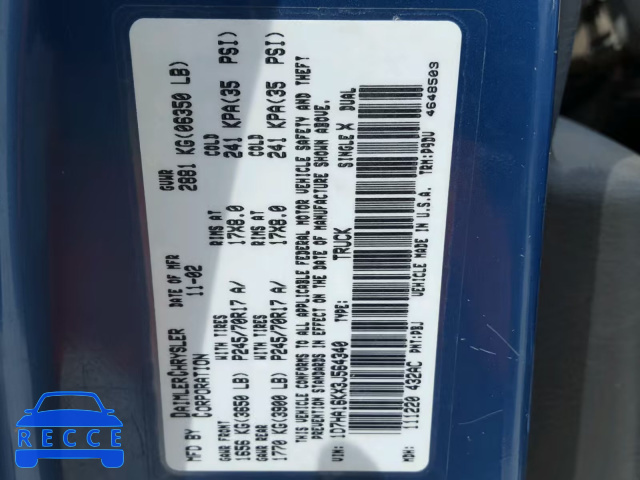 MFD BY DAIMLERCHRYSLER CORPORATION
DATE OF MFR 11-02
GVWR 2881 KG(06350 LB)
GAWR FRONT WITH TIRES RIMS AT COLD
1656 KG(3650 LB) P245/70R17 A/ 17X8.0 241 KPA(35 PSI)
GAWR REAR WITH TIRES RIMS AT COLD
1770 KG(3900 LB) P245/70R17 A/ 17X8.0 241 KPA(35 PSI)
THIS VEHICLE CONFORMS TO ALL APPLICABLE FEDERAL MOTOR VEHICLE SAFETY AND THEFT
PREVENTION STANDARDS IN EFFECT ON THE DATE OF MANUFACTURE SHOWN ABOVE.
VIN: 1D7HA16KX3J564340 TYPE: TRUCK SINGLE X DUAL
MDH: 111220 432AC PNT:PBJ VEHICLE MADE IN U.S.A. TRM:P9DV 4648503
AUTOBIDMASTER